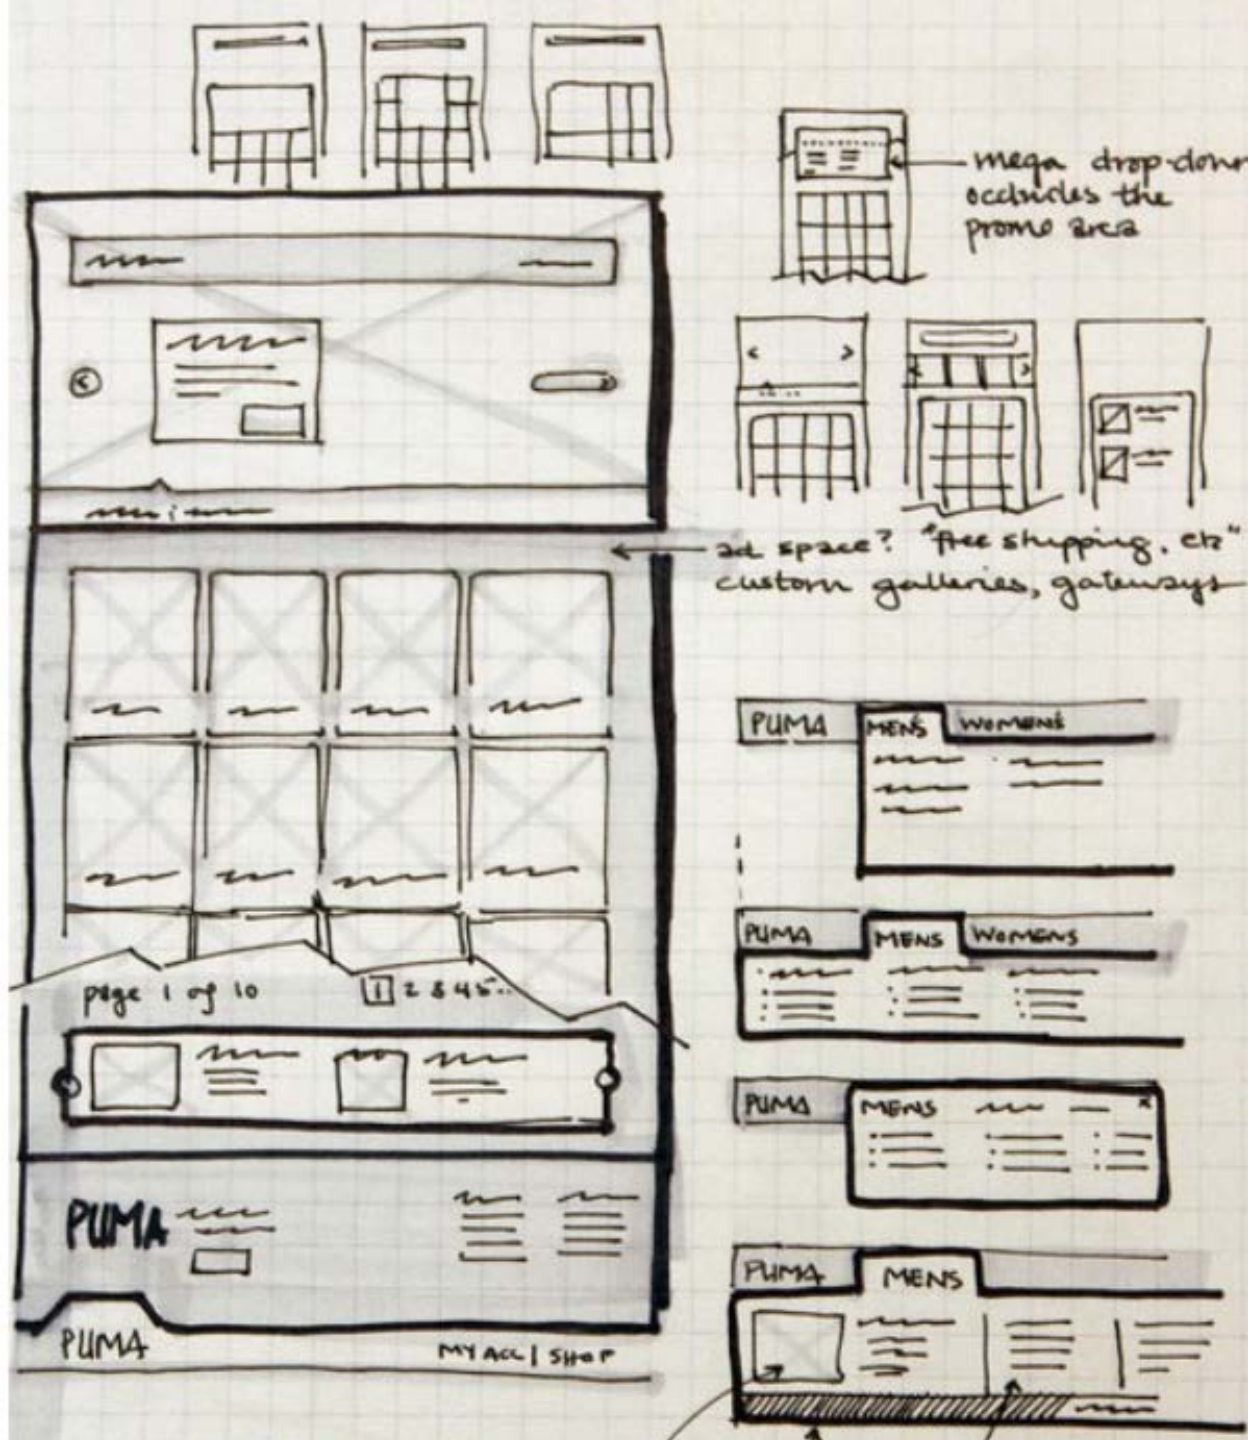 mega drop-down
occludes the
promo area
ad space? "free shipping, etc"
custom galleries, gateways
PUMA MENS WOMENS
PUMA MENS WOMENS
page 1 of 10 1 2 3 4 5..
PUMA MENS
PUMA
PUMA MENS
PUMA MY ACC | SHOP